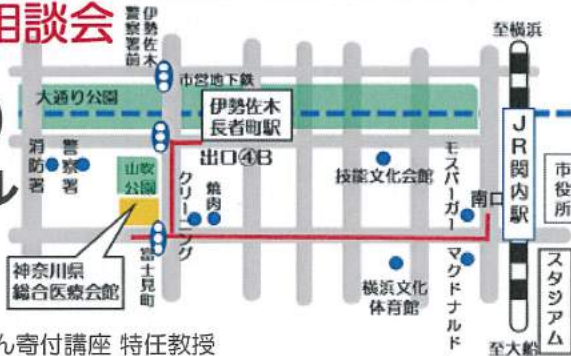 相談会
伊勢佐木
警察署前
至横浜
市営地下鉄
大通り公園
伊勢佐木
長者町駅
JR関内駅
出口④B
消防署
警察署
山吹
公園
クリーニング
焼肉
技能文化会館
モスバーガー
南口
市役所
神奈川県
総合医療会館
富士見町
横浜文化
体育館
マクドナルド
スタジアム
至大船
ん寄付講座 特任教授